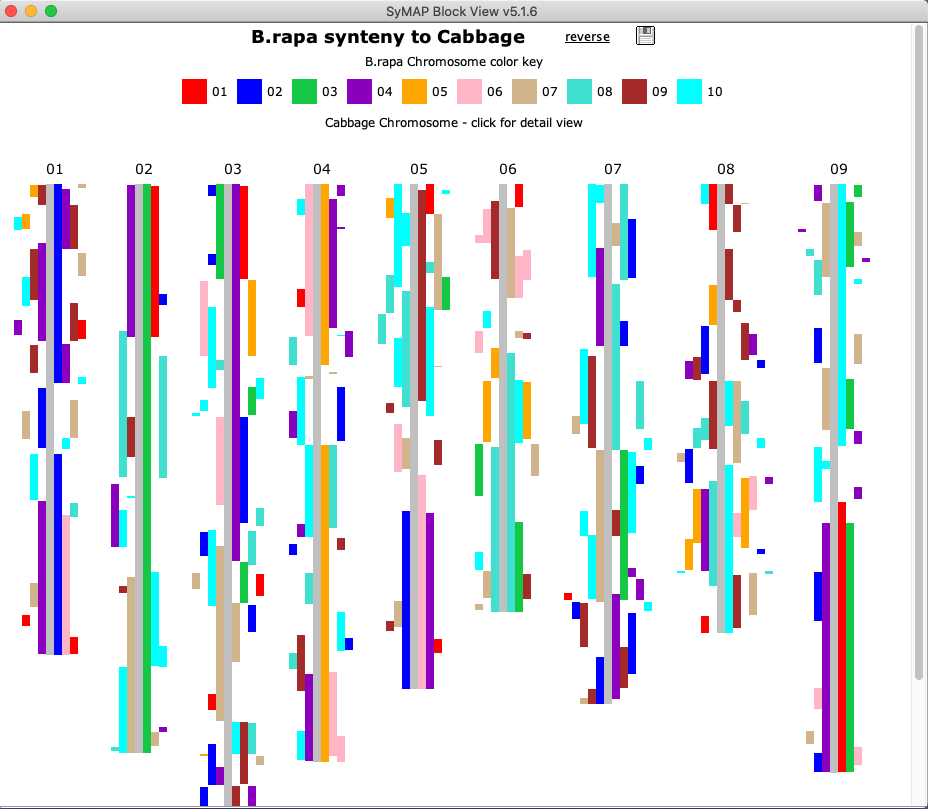 SyMAP Block View v5.1.6
B.rapa synteny to Cabbage reverse
B.rapa Chromosome color key
01 02 03 04 05 06 07 08 09 10
Cabbage Chromosome - click for detail view
01 02 03 04 05 06 07 08 09